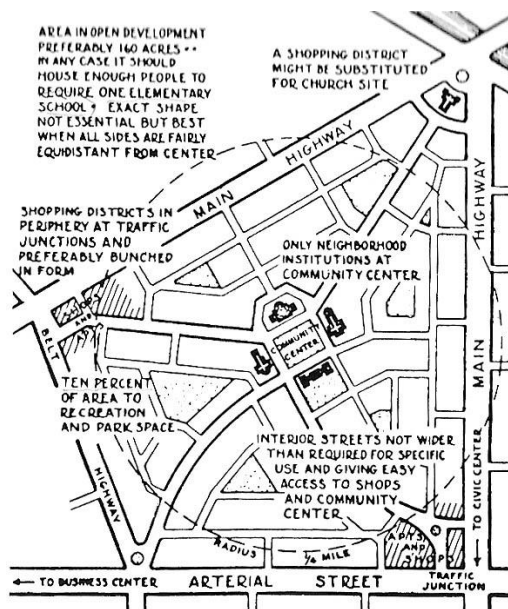 AREA IN OPEN DEVELOPMENT
PREFERABLY 160 ACRES ··
IN ANY CASE IT SHOULD
HOUSE ENOUGH PEOPLE TO
REQUIRE ONE ELEMENTARY
SCHOOL · EXACT SHAPE
NOT ESSENTIAL BUT BEST
WHEN ALL SIDES ARE FAIRLY
EQUIDISTANT FROM CENTER
A SHOPPING DISTRICT
MIGHT BE SUBSTITUTED
FOR CHURCH SITE
MAIN HIGHWAY
HIGHWAY
MAIN
SHOPPING DISTRICTS IN
PERIPHERY AT TRAFFIC
JUNCTIONS AND
PREFERABLY BUNCHED
IN FORM
ONLY NEIGHBORHOOD
INSTITUTIONS AT
COMMUNITY CENTER
SHOPS
AND
APTS
BELT
HIGHWAY
COMMUNITY
CENTER
TEN PERCENT
OF AREA TO
RECREATION
AND PARK SPACE
INTERIOR STREETS NOT WIDER
THAN REQUIRED FOR SPECIFIC
USE AND GIVING EASY
ACCESS TO SHOPS
AND COMMUNITY
CENTER
TO CIVIC CENTER
RADIUS
¼ MILE
APTS
AND
SHOPS
TO BUSINESS CENTER
ARTERIAL STREET
TRAFFIC
JUNCTION